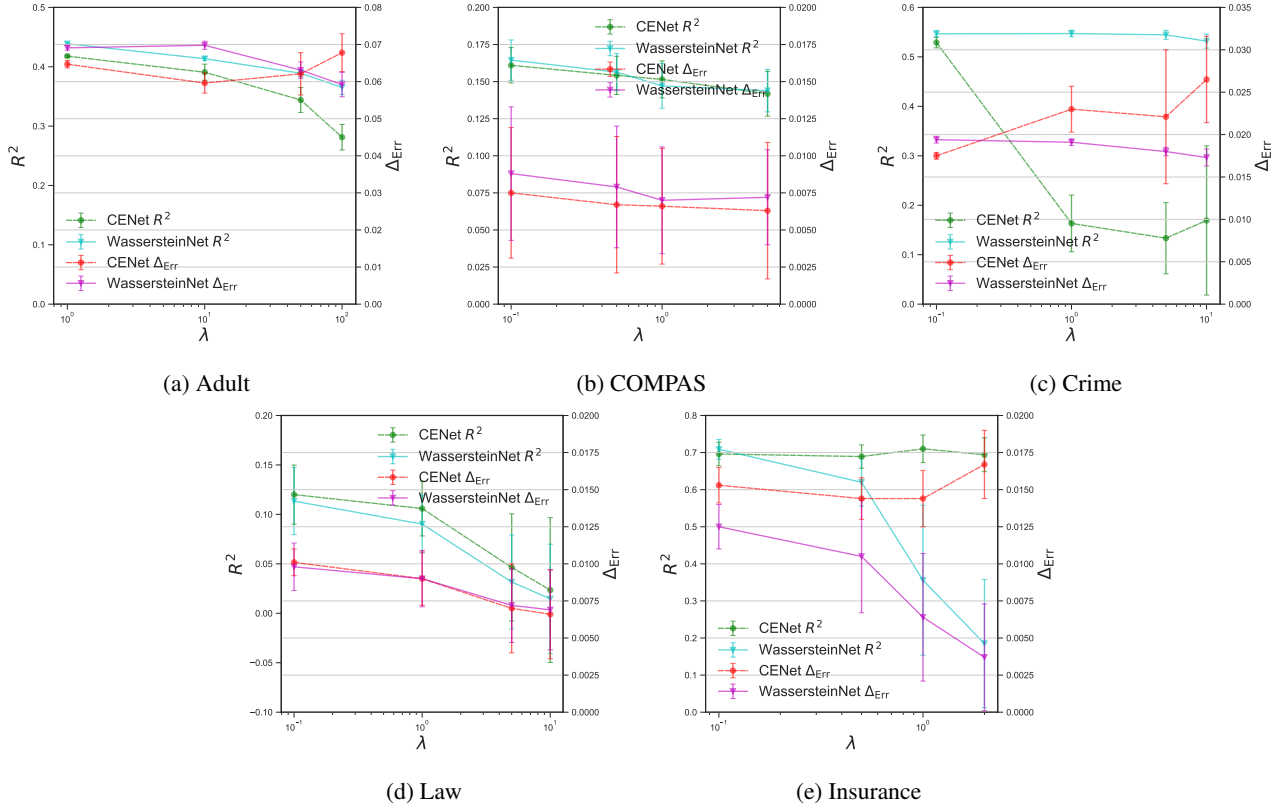 0.5
0.4
0.3
0.2
0.1
0.0
R²
0.08
0.07
0.06
0.05
0.04
0.03
0.02
0.01
0.00
Δ_Err
CENet R²
WassersteinNet R²
CENet Δ_Err
WassersteinNet Δ_Err
10⁰ 10¹ 10²
λ
(a) Adult
0.200
0.175
0.150
0.125
0.100
0.075
0.050
0.025
0.000
R²
CENet R²
WassersteinNet R²
CENet Δ_Err
WassersteinNet Δ_Err
0.0200
0.0175
0.0150
0.0125
0.0100
0.0075
0.0050
0.0025
0.0000
Δ_Err
10⁻¹ 10⁰
λ
(b) COMPAS
0.6
0.5
0.4
0.3
0.2
0.1
0.0
R²
0.035
0.030
0.025
0.020
0.015
0.010
0.005
0.000
Δ_Err
CENet R²
WassersteinNet R²
CENet Δ_Err
WassersteinNet Δ_Err
10⁻¹ 10⁰ 10¹
λ
(c) Crime
0.20
0.15
0.10
0.05
0.00
−0.05
−0.10
R²
CENet R²
WassersteinNet R²
CENet Δ_Err
WassersteinNet Δ_Err
0.0200
0.0175
0.0150
0.0125
0.0100
0.0075
0.0050
0.0025
0.0000
Δ_Err
10⁻¹ 10⁰ 10¹
λ
(d) Law
0.8
0.7
0.6
0.5
0.4
0.3
0.2
0.1
0.0
R²
0.0200
0.0175
0.0150
0.0125
0.0100
0.0075
0.0050
0.0025
0.0000
Δ_Err
CENet R²
WassersteinNet R²
CENet Δ_Err
WassersteinNet Δ_Err
10⁻¹ 10⁰
λ
(e) Insurance